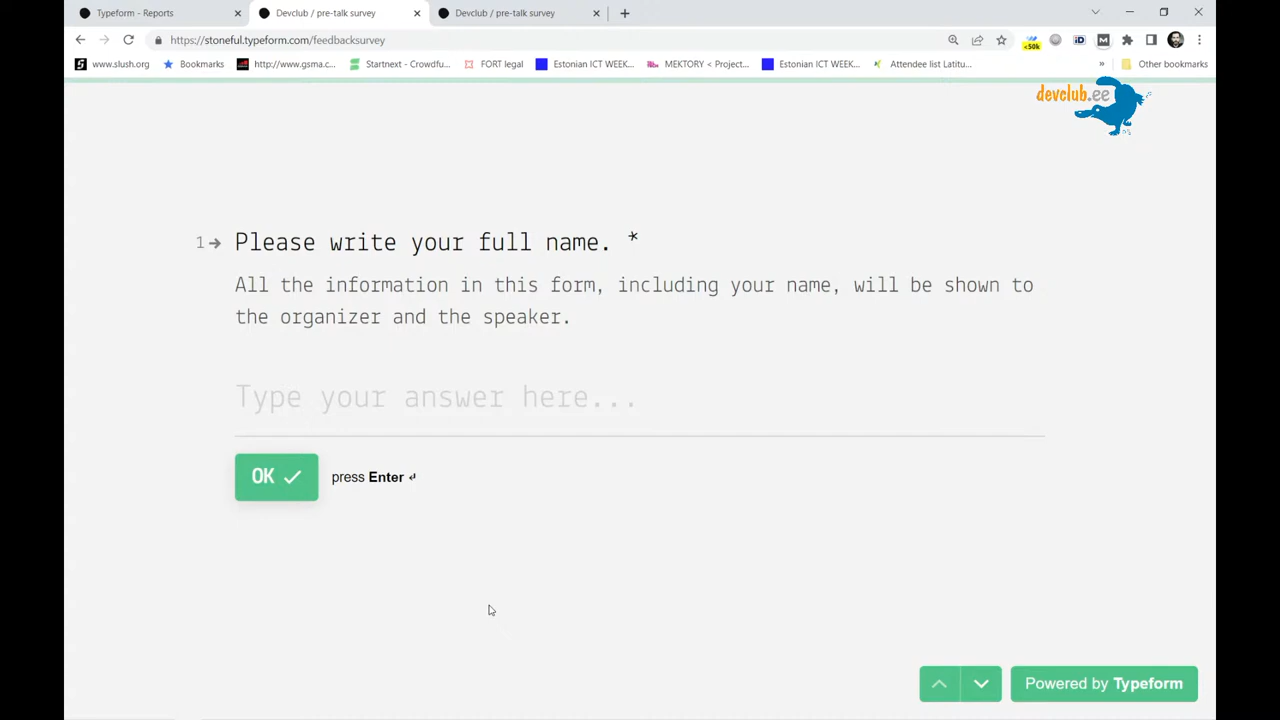 Typeform - Reports
Devclub / pre-talk survey
Devclub / pre-talk survey
https://stoneful.typeform.com/feedbacksurvey
<50k
iD
M
www.slush.org
Bookmarks
http://www.gsma.c...
Startnext - Crowdfu...
FORT legal
Estonian ICT WEEK...
MEKTORY < Project...
Estonian ICT WEEK...
Attendee list Latitu...
»
Other bookmarks
devclub.ee
1
Please write your full name. *
All the information in this form, including your name, will be shown to
the organizer and the speaker.
Type your answer here...
OK
press Enter ↵
Powered by Typeform